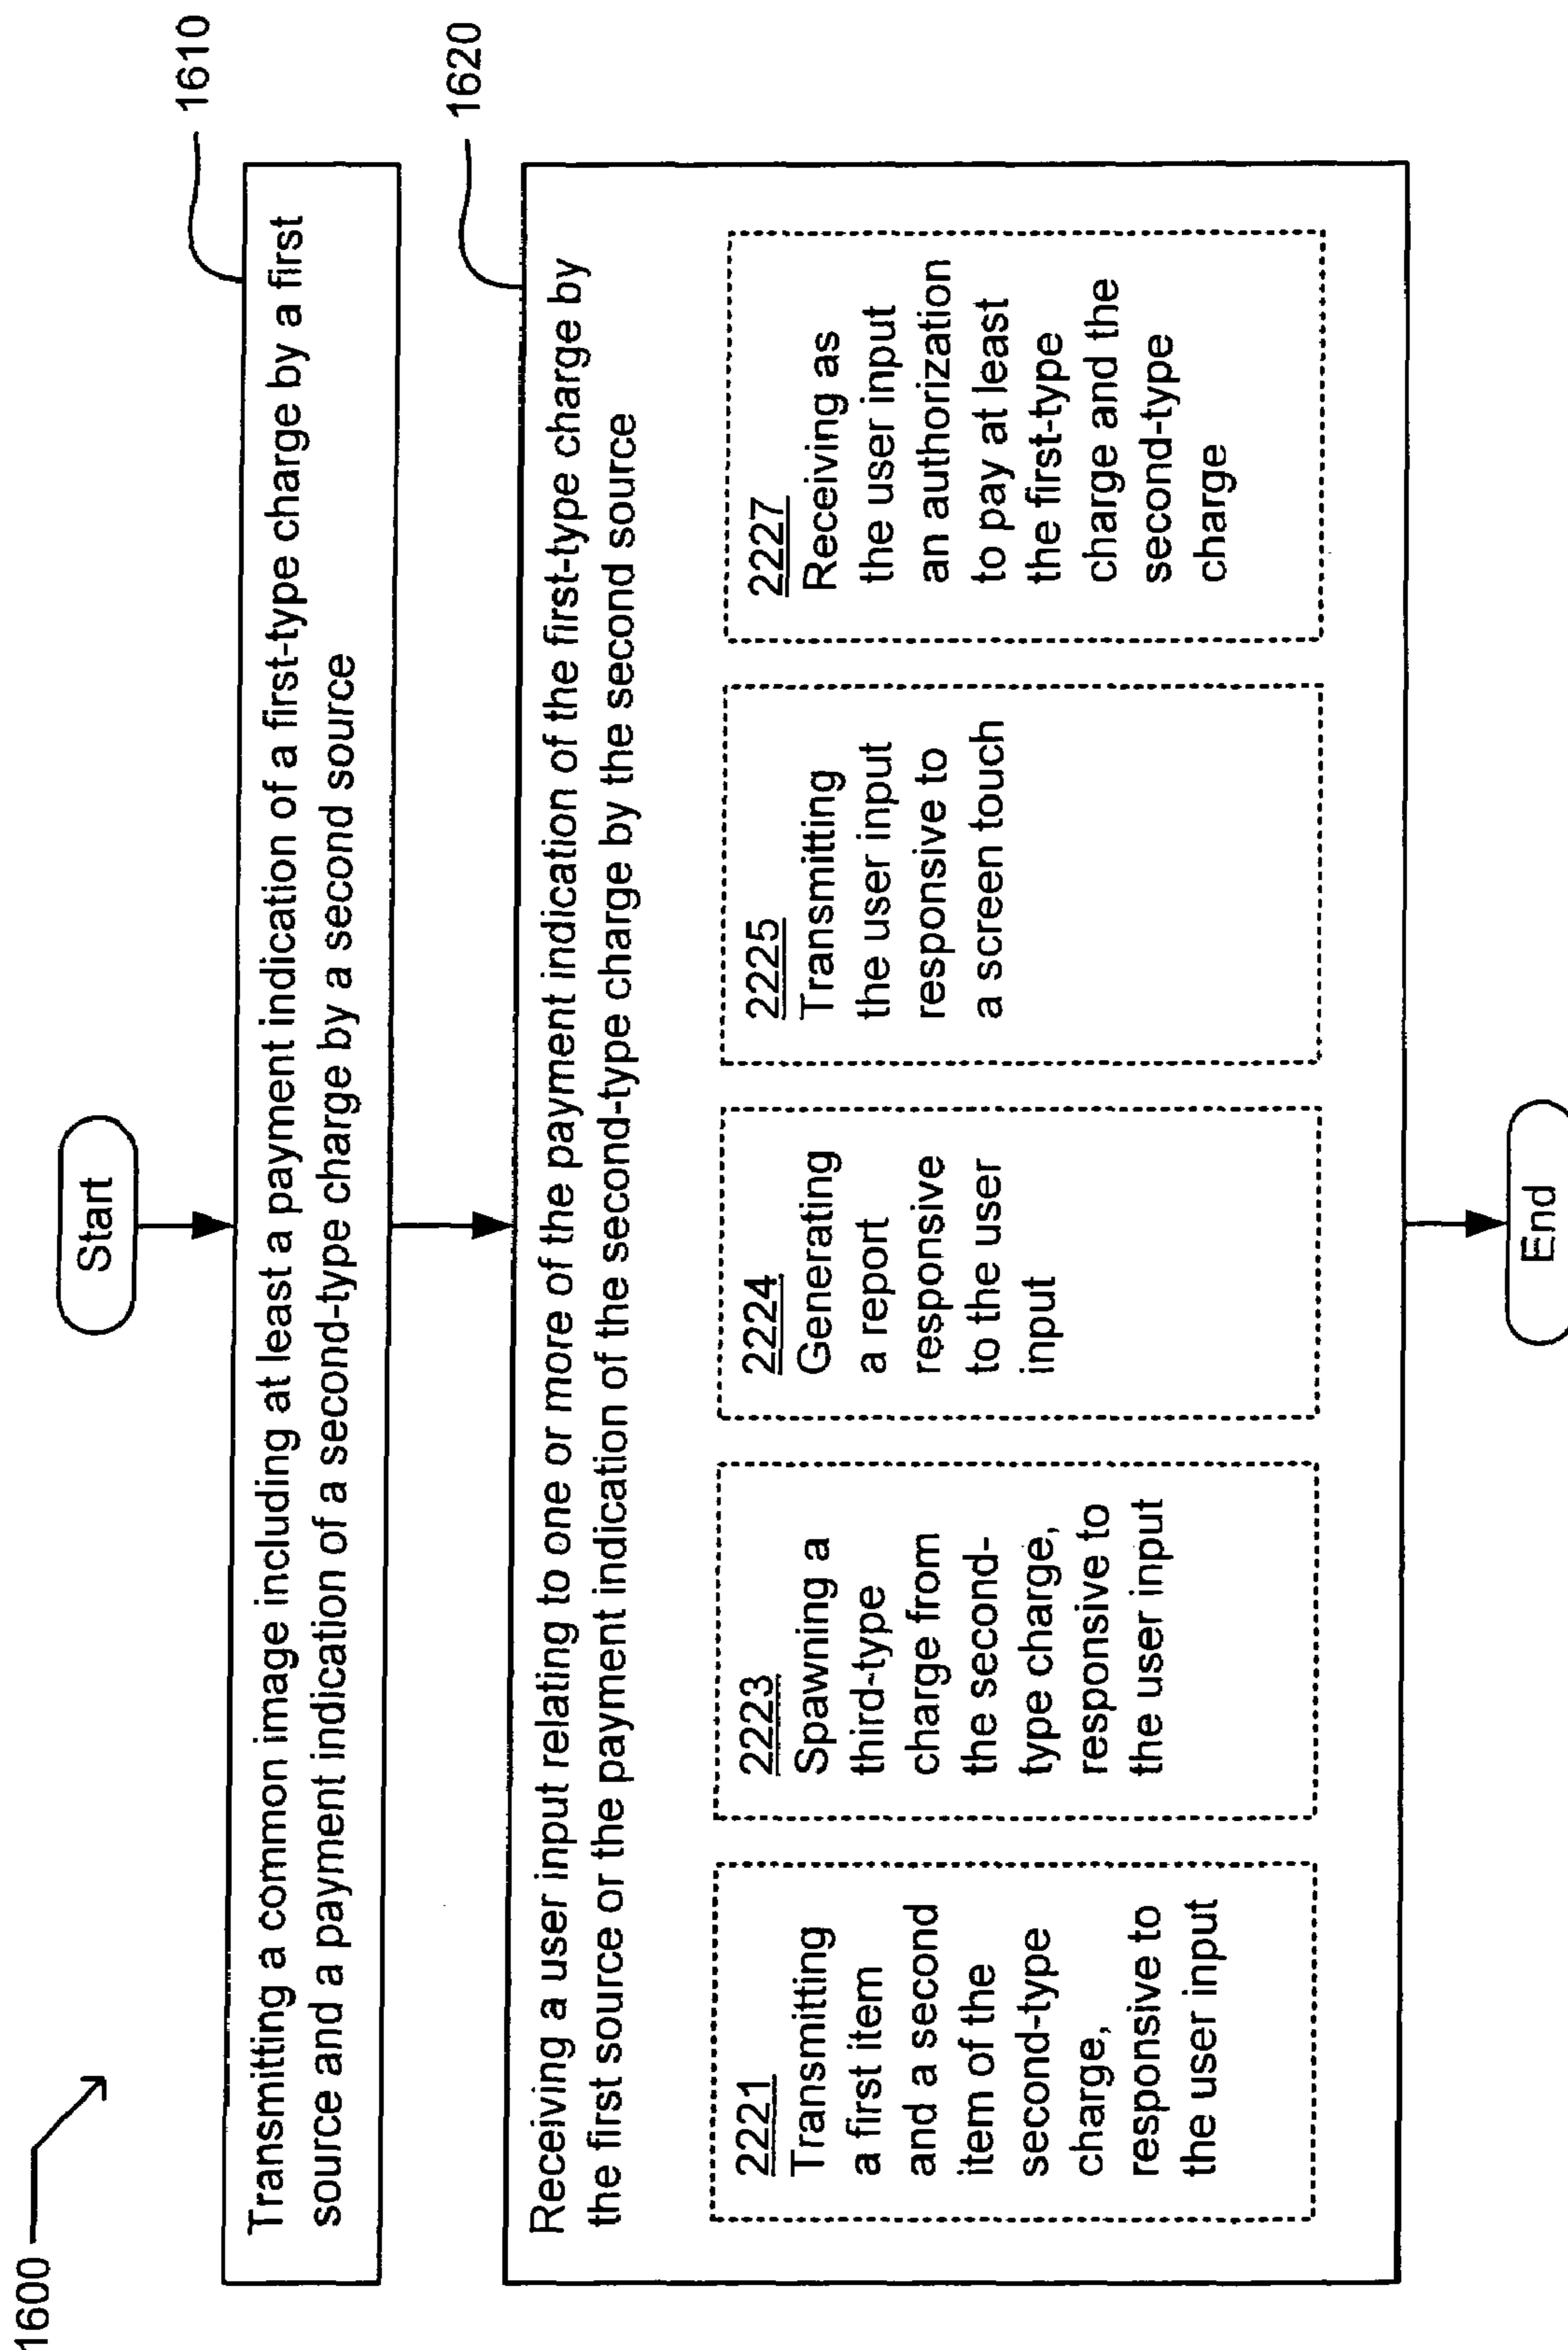 1600
Start
1610
Transmitting a common image including at least a payment indication of a first-type charge by a first
source and a payment indication of a second-type charge by a second source
1620
Receiving a user input relating to one or more of the payment indication of the first-type charge by
the first source or the payment indication of the second-type charge by the second source
2221
Transmitting
a first item
and a second
item of the
second-type
charge,
responsive to
the user input
2223
Spawning a
third-type
charge from
the second-
type charge,
responsive to
the user input
2224
Generating
a report
responsive
to the user
input
2225
Transmitting
the user input
responsive to
a screen touch
2227
Receiving as
the user input
an authorization
to pay at least
the first-type
charge and the
second-type
charge
End